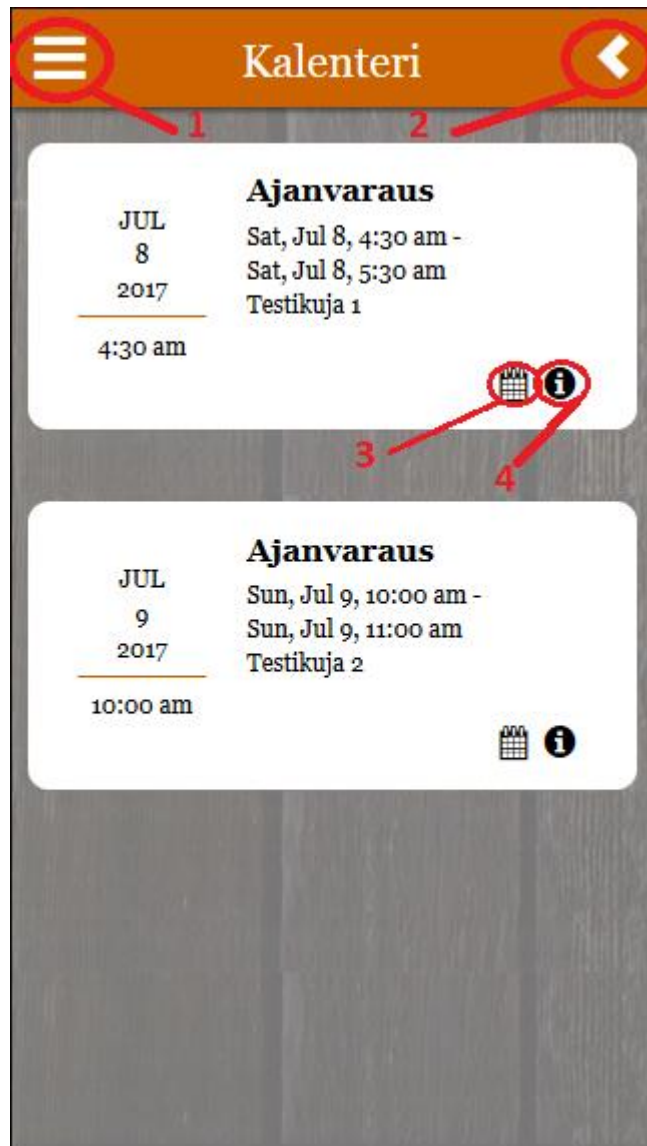 Kalenteri
1
2
Ajanvaraus
JUL
8
2017
4:30 am
Sat, Jul 8, 4:30 am -
Sat, Jul 8, 5:30 am
Testikuja 1
3
4
Ajanvaraus
JUL
9
2017
10:00 am
Sun, Jul 9, 10:00 am -
Sun, Jul 9, 11:00 am
Testikuja 2